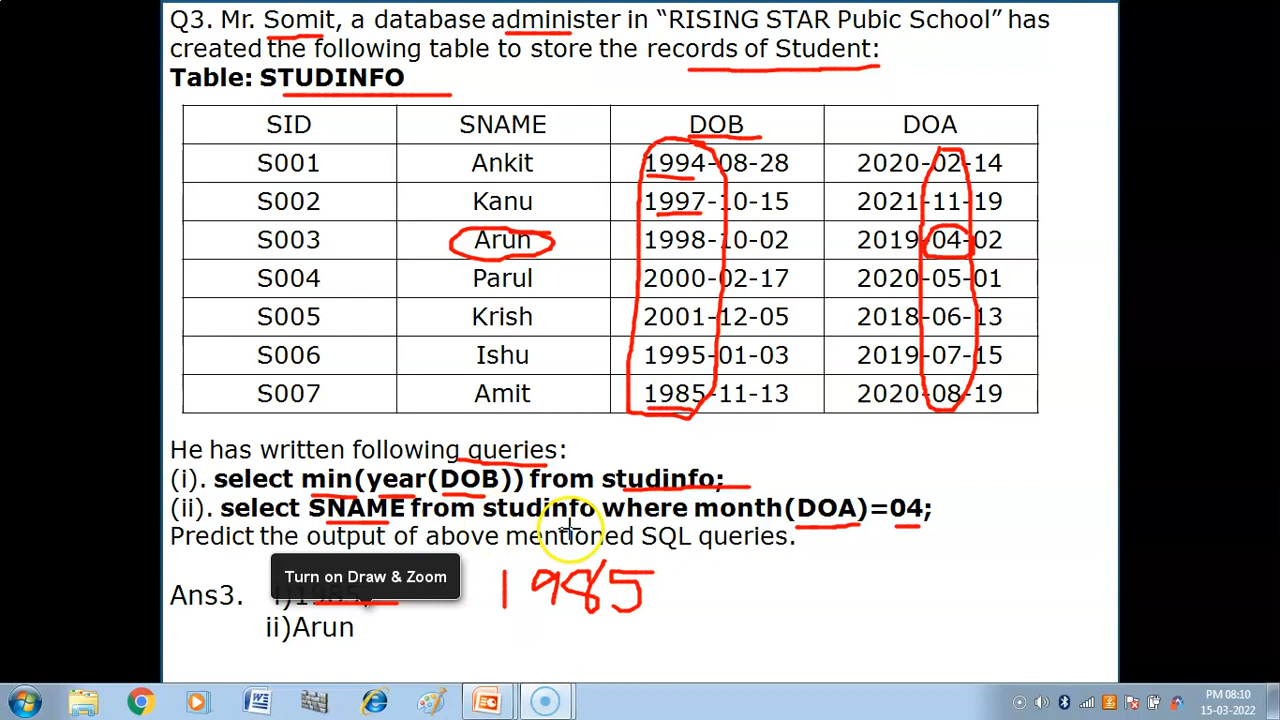 Q3. Mr. Somit, a database administer in “RISING STAR Pubic School” has
created the following table to store the records of Student:
Table: STUDINFO
SID SNAME DOB DOA
S001 Ankit 1994-08-28 2020-02-14
S002 Kanu 1997-10-15 2021-11-19
S003 Arun 1998-10-02 2019-04-02
S004 Parul 2000-02-17 2020-05-01
S005 Krish 2001-12-05 2018-06-13
S006 Ishu 1995-01-03 2019-07-15
S007 Amit 1985-11-13 2020-08-19
He has written following queries:
(i). select min(year(DOB)) from studinfo;
(ii). select SNAME from studinfo where month(DOA)=04;
Predict the output of above mentioned SQL queries.
Turn on Draw & Zoom
Ans3. i)1985 1985
ii)Arun
PM 08:10
15-03-2022